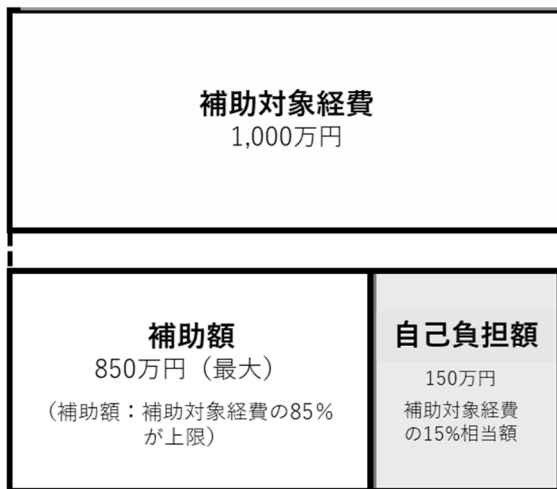 補助対象経費
1,000万円
補助額
850万円（最大）
（補助額：補助対象経費の85%
が上限）
自己負担額
150万円
補助対象経費
の15%相当額